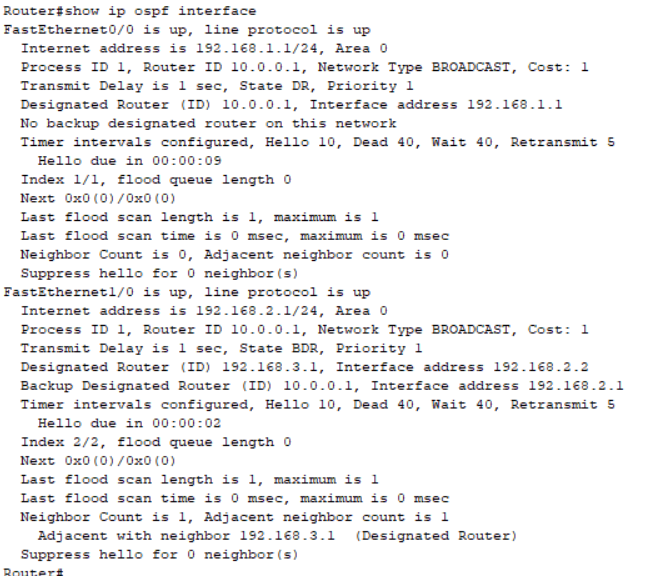 Router#show ip ospf interface
FastEthernet0/0 is up, line protocol is up
Internet address is 192.168.1.1/24, Area 0
Process ID 1, Router ID 10.0.0.1, Network Type BROADCAST, Cost: 1
Transmit Delay is 1 sec, State DR, Priority 1
Designated Router (ID) 10.0.0.1, Interface address 192.168.1.1
No backup designated router on this network
Timer intervals configured, Hello 10, Dead 40, Wait 40, Retransmit 5
Hello due in 00:00:09
Index 1/1, flood queue length 0
Next 0x0(0)/0x0(0)
Last flood scan length is 1, maximum is 1
Last flood scan time is 0 msec, maximum is 0 msec
Neighbor Count is 0, Adjacent neighbor count is 0
Suppress hello for 0 neighbor(s)
FastEthernet1/0 is up, line protocol is up
Internet address is 192.168.2.1/24, Area 0
Process ID 1, Router ID 10.0.0.1, Network Type BROADCAST, Cost: 1
Transmit Delay is 1 sec, State BDR, Priority 1
Designated Router (ID) 192.168.3.1, Interface address 192.168.2.2
Backup Designated Router (ID) 10.0.0.1, Interface address 192.168.2.1
Timer intervals configured, Hello 10, Dead 40, Wait 40, Retransmit 5
Hello due in 00:00:02
Index 2/2, flood queue length 0
Next 0x0(0)/0x0(0)
Last flood scan length is 1, maximum is 1
Last flood scan time is 0 msec, maximum is 0 msec
Neighbor Count is 1, Adjacent neighbor count is 1
Adjacent with neighbor 192.168.3.1  (Designated Router)
Suppress hello for 0 neighbor(s)
Router#